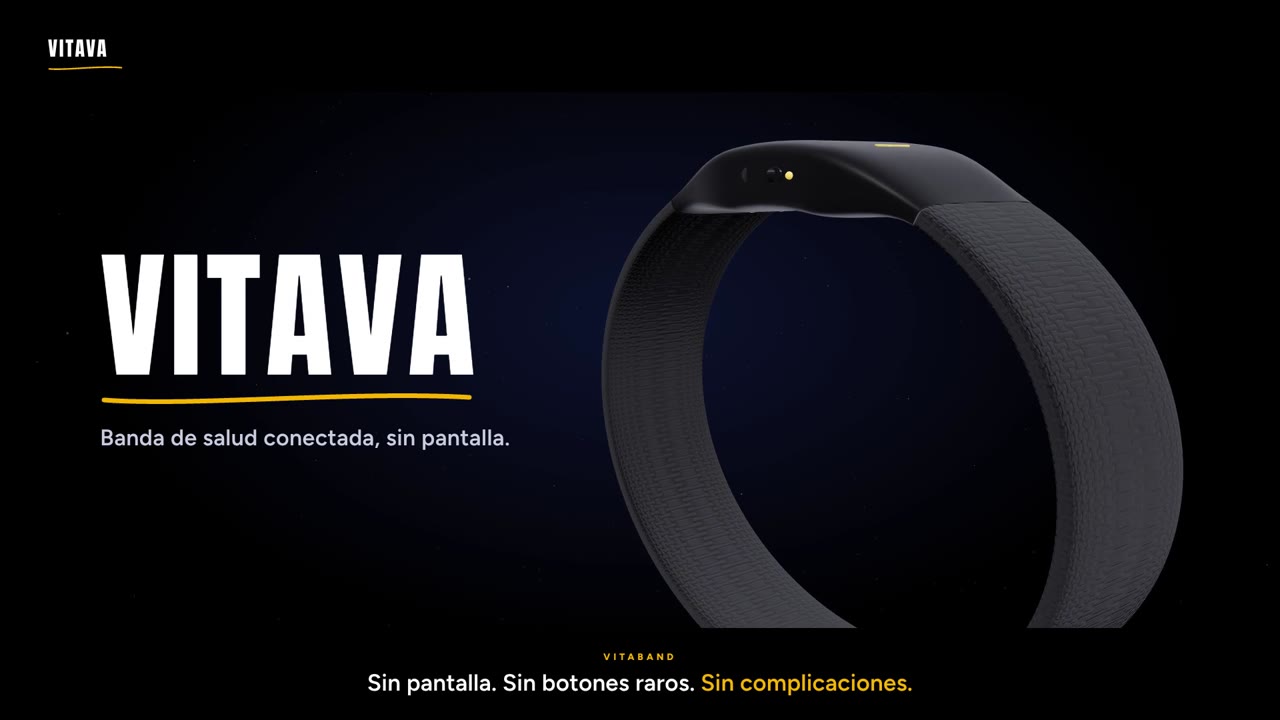 VITAVA
VITAVA
Banda de salud conectada, sin pantalla.
VITABAND
Sin pantalla. Sin botones raros. Sin complicaciones.